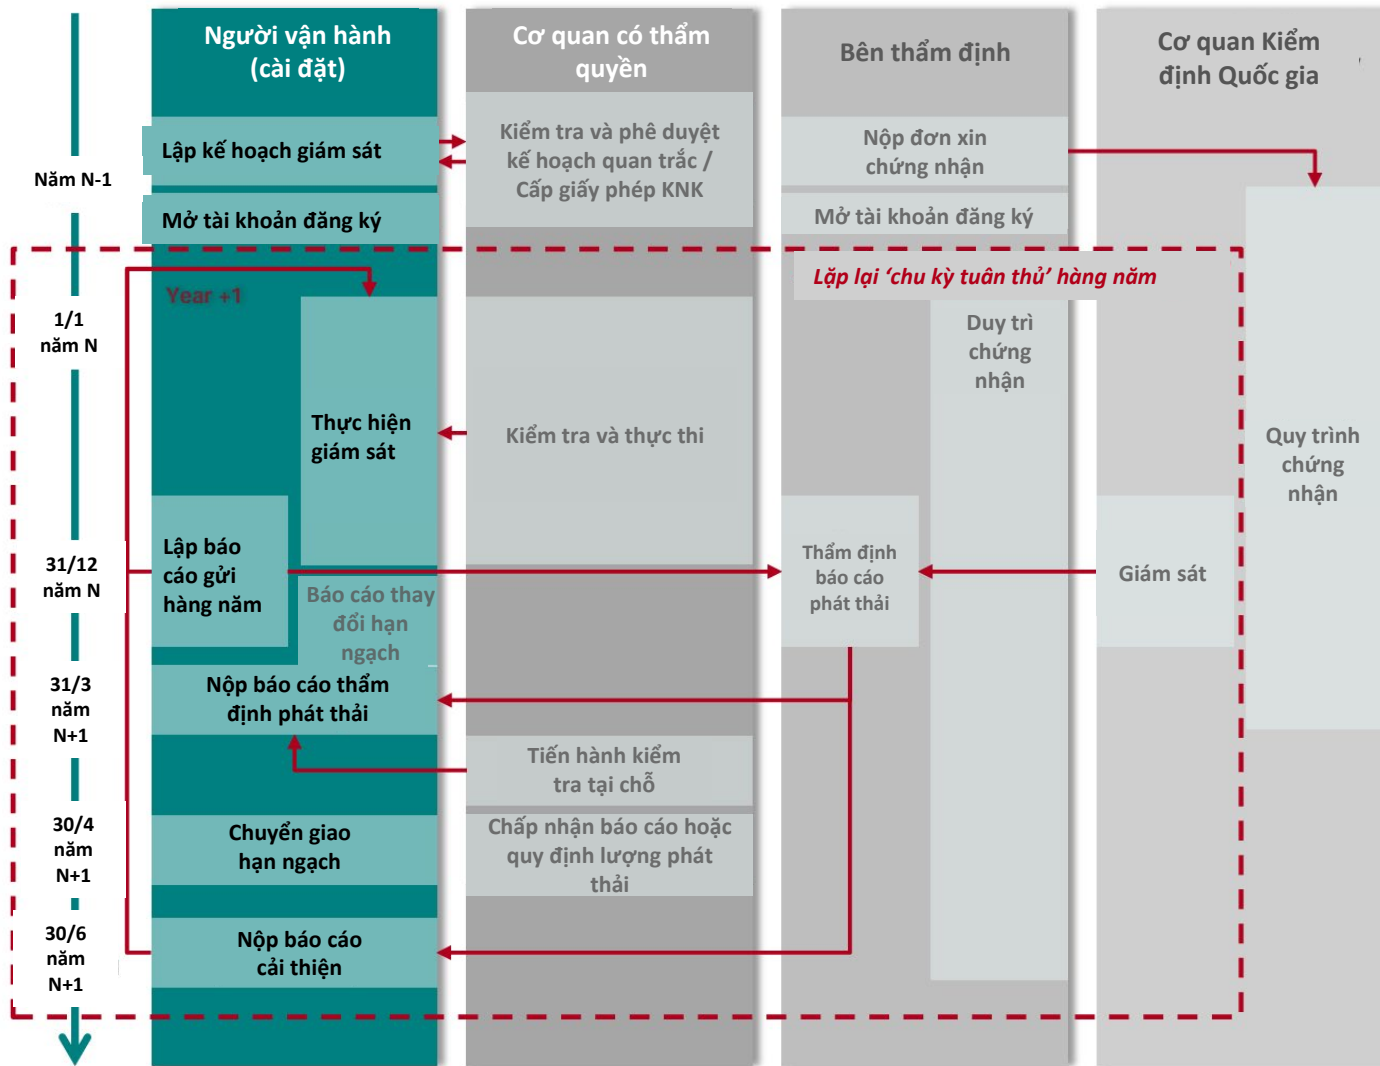 Người vận hành
(cài đặt)
Cơ quan có thẩm
quyền
Bên thẩm định
Cơ quan Kiểm
định Quốc gia
,
Năm N-1
Lập kế hoạch giám sát
Kiểm tra và phê duyệt
kế hoạch quan trắc /
Cấp giấy phép KNK
Nộp đơn xin
chứng nhận
Mở tài khoản đăng ký
Mở tài khoản đăng ký
Lặp lại ‘chu kỳ tuân thủ’ hàng năm
Year +1
1/1
năm N
Duy trì
chứng
nhận
Thực hiện
giám sát
Kiểm tra và thực thi
Quy trình
chứng
nhận
31/12
năm N
Lập báo
cáo gửi
hàng năm
Báo cáo thay
đổi hạn
ngạch
Thẩm định
báo cáo
phát thải
Giám sát
31/3
năm
N+1
Nộp báo cáo thẩm
định phát thải
Tiến hành kiểm
tra tại chỗ
30/4
năm
N+1
Chuyển giao
hạn ngạch
Chấp nhận báo cáo hoặc
quy định lượng phát
thải
30/6
năm
N+1
Nộp báo cáo
cải thiện